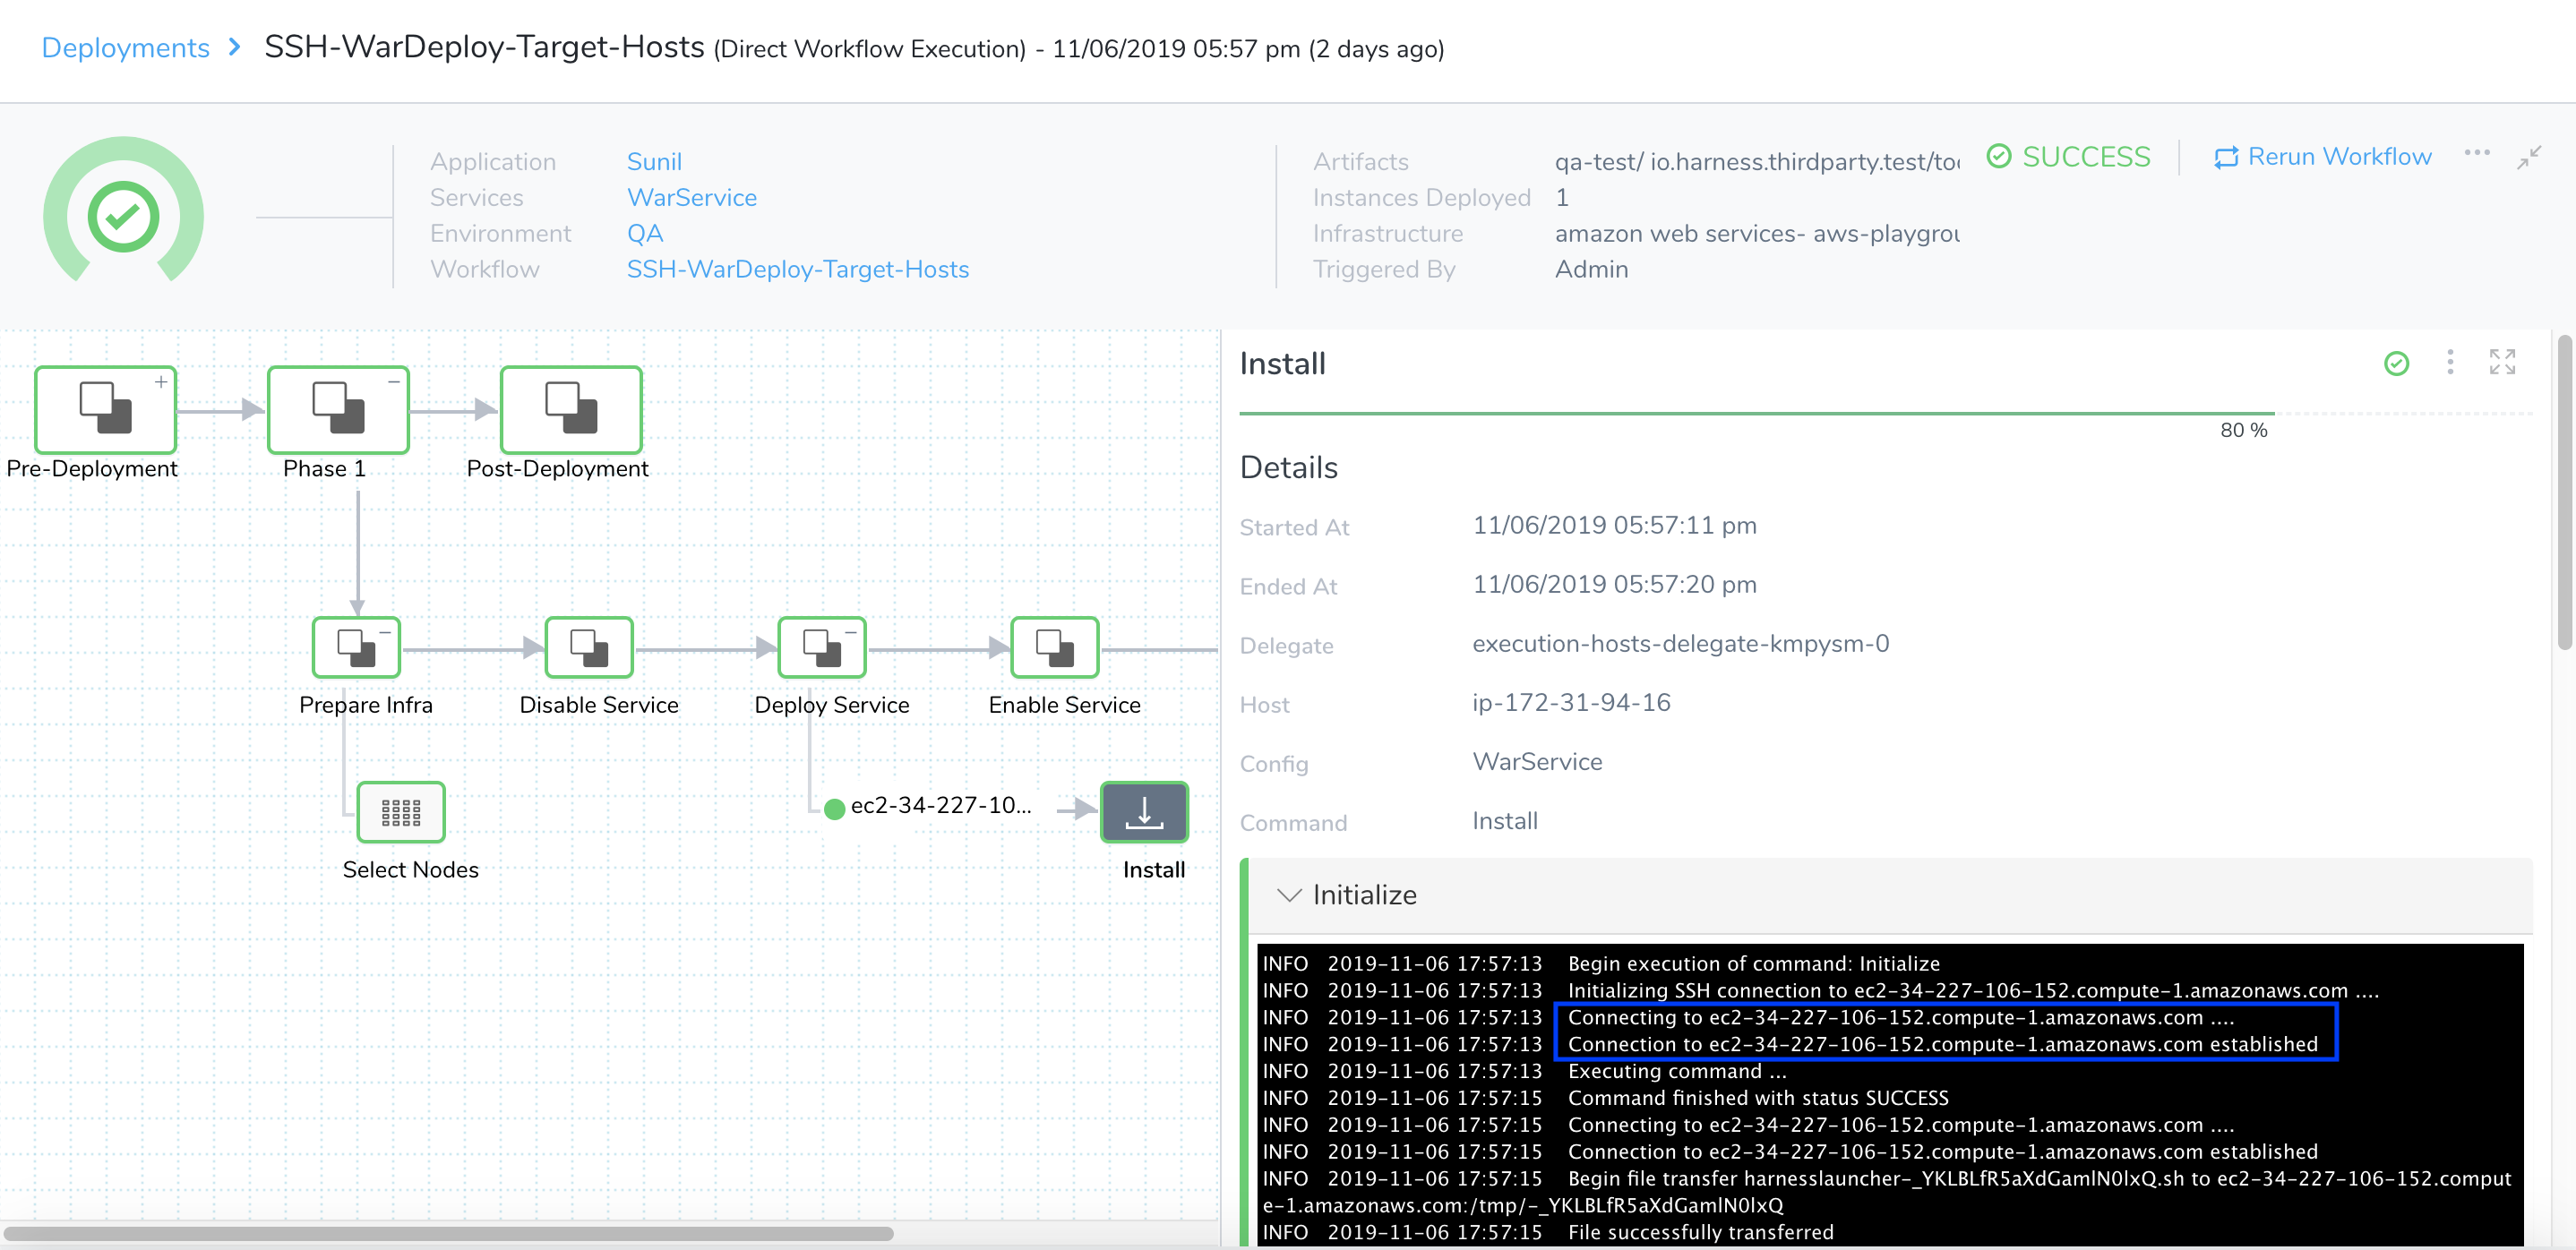 Deployments > SSH-WarDeploy-Target-Hosts (Direct Workflow Execution) - 11/06/2019 05:57 pm (2 days ago)
Application Sunil
Services WarService
Environment QA
Workflow SSH-WarDeploy-Target-Hosts
Artifacts qa-test/ io.harness.thirdparty.test/to
Instances Deployed 1
Infrastructure amazon web services- aws-playgro
Triggered By Admin
SUCCESS
Rerun Workflow
Pre-Deployment
Phase 1
Post-Deployment
Prepare Infra
Disable Service
Deploy Service
Enable Service
Select Nodes
ec2-34-227-10...
Install
Install
80 %
Details
Started At 11/06/2019 05:57:11 pm
Ended At 11/06/2019 05:57:20 pm
Delegate execution-hosts-delegate-kmpysm-0
Host ip-172-31-94-16
Config WarService
Command Install
Initialize
INFO 2019-11-06 17:57:13 Begin execution of command: Initialize
INFO 2019-11-06 17:57:13 Initializing SSH connection to ec2-34-227-106-152.compute-1.amazonaws.com ....
INFO 2019-11-06 17:57:13 Connecting to ec2-34-227-106-152.compute-1.amazonaws.com ....
INFO 2019-11-06 17:57:13 Connection to ec2-34-227-106-152.compute-1.amazonaws.com established
INFO 2019-11-06 17:57:13 Executing command ...
INFO 2019-11-06 17:57:15 Command finished with status SUCCESS
INFO 2019-11-06 17:57:15 Connecting to ec2-34-227-106-152.compute-1.amazonaws.com ....
INFO 2019-11-06 17:57:15 Connection to ec2-34-227-106-152.compute-1.amazonaws.com established
INFO 2019-11-06 17:57:15 Begin file transfer harnesslauncher-_YKLBLfR5aXdGamlN0lxQ.sh to ec2-34-227-106-152.comput
e-1.amazonaws.com:/tmp/-_YKLBLfR5aXdGamlN0lxQ
INFO 2019-11-06 17:57:15 File successfully transferred